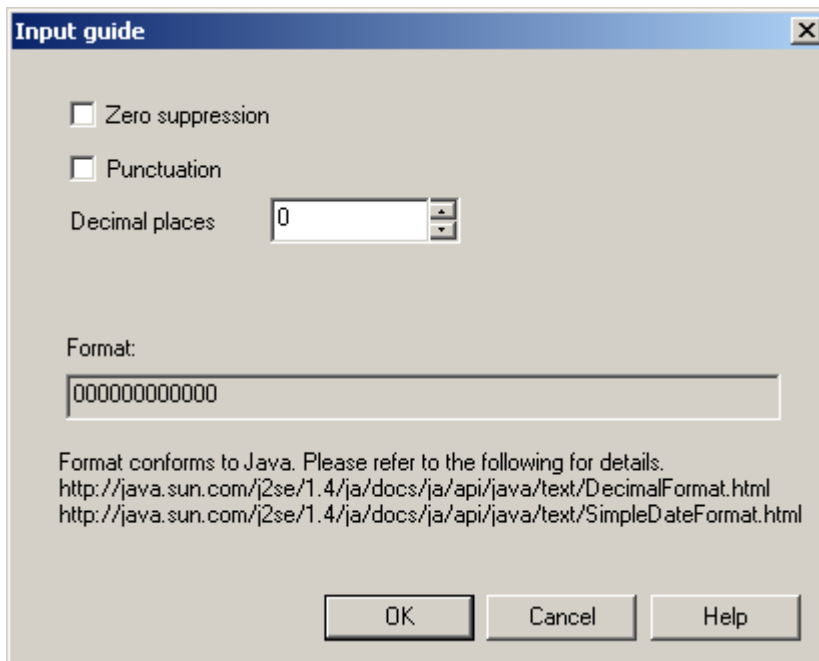 Input guide
Zero suppression
Punctuation
Decimal places 0
Format:
000000000000
Format conforms to Java. Please refer to the following for details.
http://java.sun.com/j2se/1.4/ja/docs/ja/api/java/text/DecimalFormat.html
http://java.sun.com/j2se/1.4/ja/docs/ja/api/java/text/SimpleDateFormat.html
OK Cancel Help